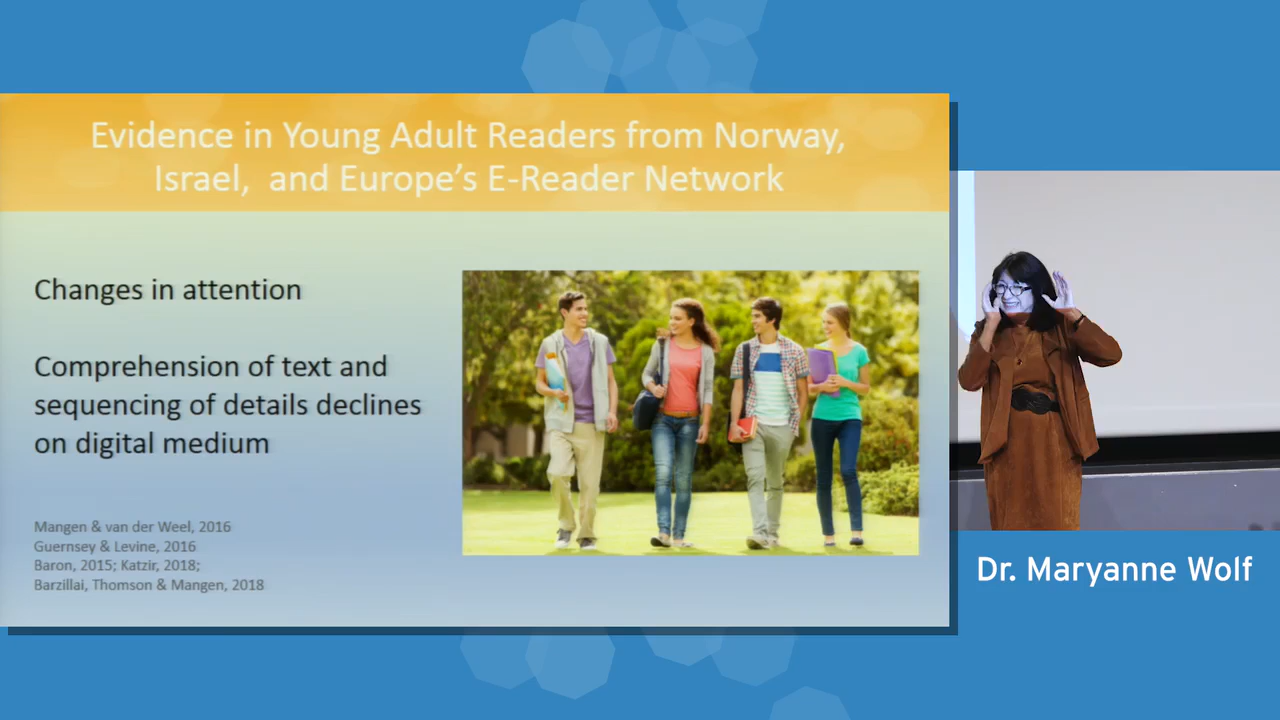 Evidence in Young Adult Readers from Norway,
Israel, and Europe's E-Reader Network
Changes in attention
Comprehension of text and
sequencing of details declines
on digital medium
Mangen & van der Weel, 2016
Guernsey & Levine, 2016
Baron, 2015; Katzir, 2018;
Barzillai, Thomson & Mangen, 2018
Dr. Maryanne Wolf